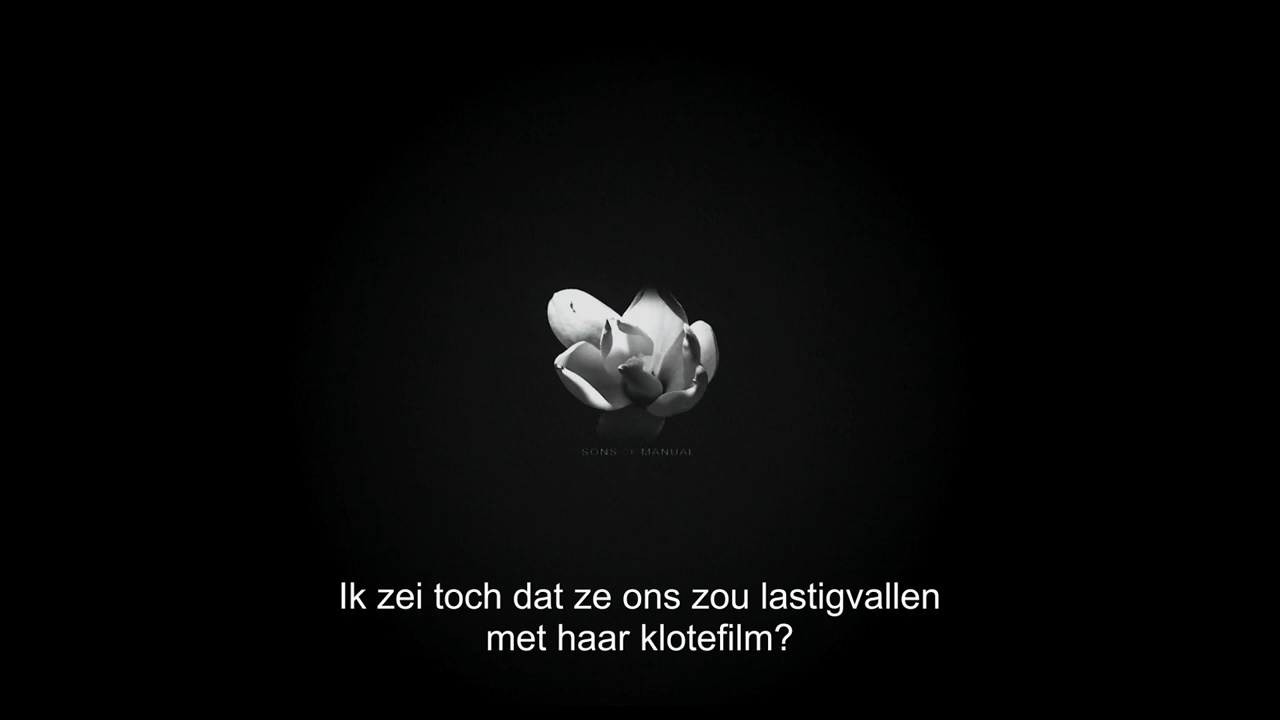 SONS OF MANUAL
Ik zei toch dat ze ons zou lastigvallen
met haar klotefilm?